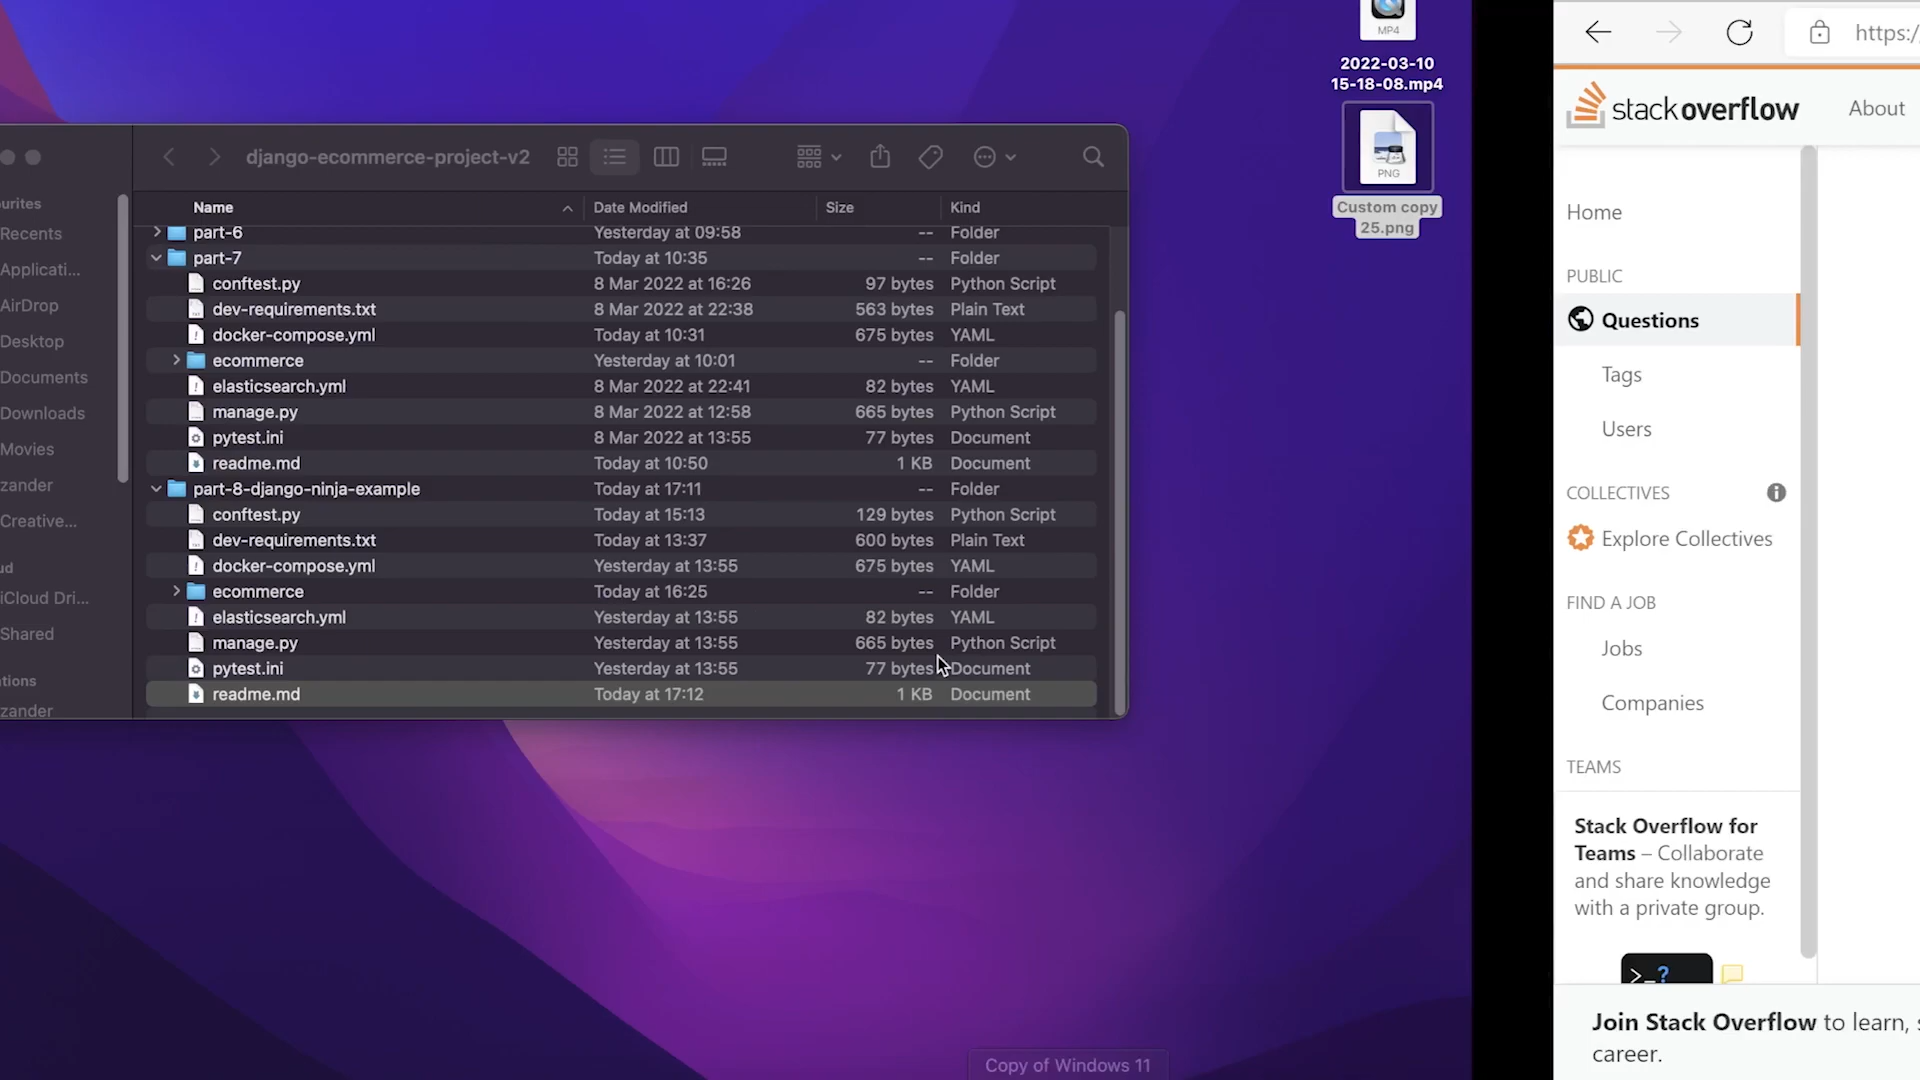 MP4
2022-03-10
15-18-08.mp4
PNG
Custom copy
25.png
django-ecommerce-project-v2
Name Date Modified Size Kind
part-6 Yesterday at 09:58 -- Folder
part-7 Today at 10:35 -- Folder
conftest.py 8 Mar 2022 at 16:26 97 bytes Python Script
dev-requirements.txt 8 Mar 2022 at 22:38 563 bytes Plain Text
docker-compose.yml Today at 10:31 675 bytes YAML
ecommerce Yesterday at 10:01 -- Folder
elasticsearch.yml 8 Mar 2022 at 22:41 82 bytes YAML
manage.py 8 Mar 2022 at 12:58 665 bytes Python Script
pytest.ini 8 Mar 2022 at 13:55 77 bytes Document
readme.md Today at 10:50 1 KB Document
part-8-django-ninja-example Today at 17:11 -- Folder
conftest.py Today at 15:13 129 bytes Python Script
dev-requirements.txt Today at 13:37 600 bytes Plain Text
docker-compose.yml Yesterday at 13:55 675 bytes YAML
ecommerce Today at 16:25 -- Folder
elasticsearch.yml Yesterday at 13:55 82 bytes YAML
manage.py Yesterday at 13:55 665 bytes Python Script
pytest.ini Yesterday at 13:55 77 bytes Document
readme.md Today at 17:12 1 KB Document
urites
Recents
Applicati...
AirDrop
Desktop
Documents
Downloads
Movies
zander
Creative...
ud
iCloud Dri...
Shared
tions
zander
Copy of Windows 11
https:/
stackoverflow About
Home
PUBLIC
Questions
Tags
Users
COLLECTIVES
Explore Collectives
FIND A JOB
Jobs
Companies
TEAMS
Stack Overflow for
Teams – Collaborate
and share knowledge
with a private group.
>_?
Join Stack Overflow to learn,
career.